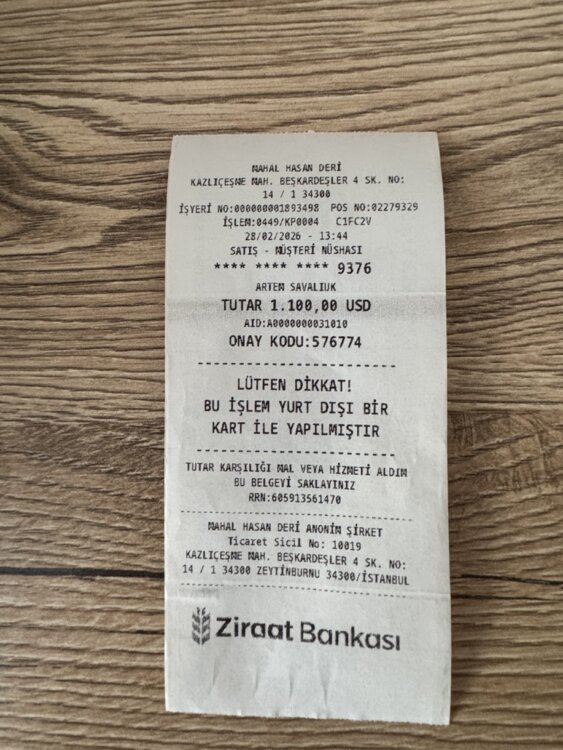 MAHAL HASAN DERİ
KAZLIÇEŞME MAH. BEŞKARDEŞLER 4 SK. NO:
14 / 1 34300
İŞYERİ NO:000000001893498 POS NO:02279329
İŞLEM:0449/KP0004 C1FC2V
28/02/2026 - 13:44
SATIŞ - MÜŞTERİ NÜSHASI
**** **** **** 9376
ARTEM SAVALIUK
TUTAR 1.100,00 USD
AID:A0000000031010
ONAY KODU:576774
LÜTFEN DİKKAT!
BU İŞLEM YURT DIŞI BİR
KART İLE YAPILMIŞTIR
TUTAR KARŞILIĞI MAL VEYA HİZMETİ ALDIM
BU BELGEYİ SAKLAYINIZ
RRN:605913561470
MAHAL HASAN DERİ ANONİM ŞİRKET
Ticaret Sicil No: 10019
KAZLIÇEŞME MAH. BEŞKARDEŞLER 4 SK. NO:
14 / 1 34300 ZEYTİNBURNU 34300/İSTANBUL
Ziraat Bankası